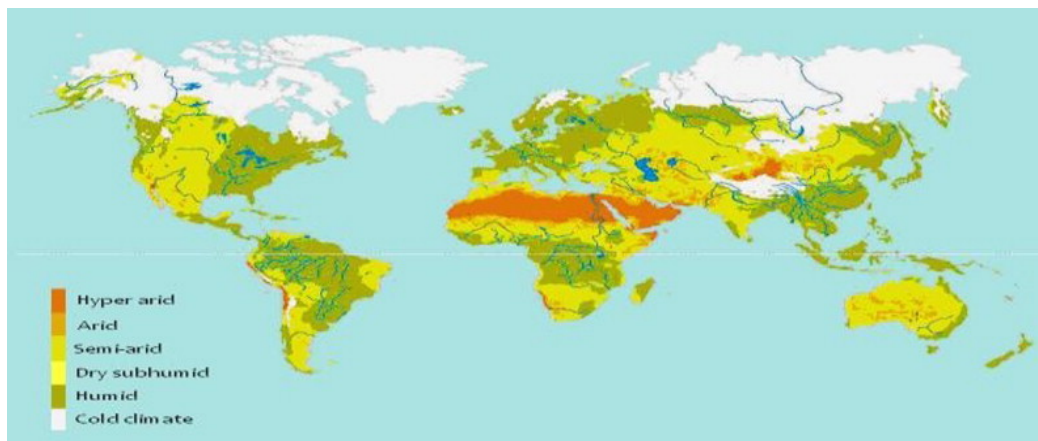 Hyper arid
Arid
Semi-arid
Dry subhumid
Humid
Cold climate